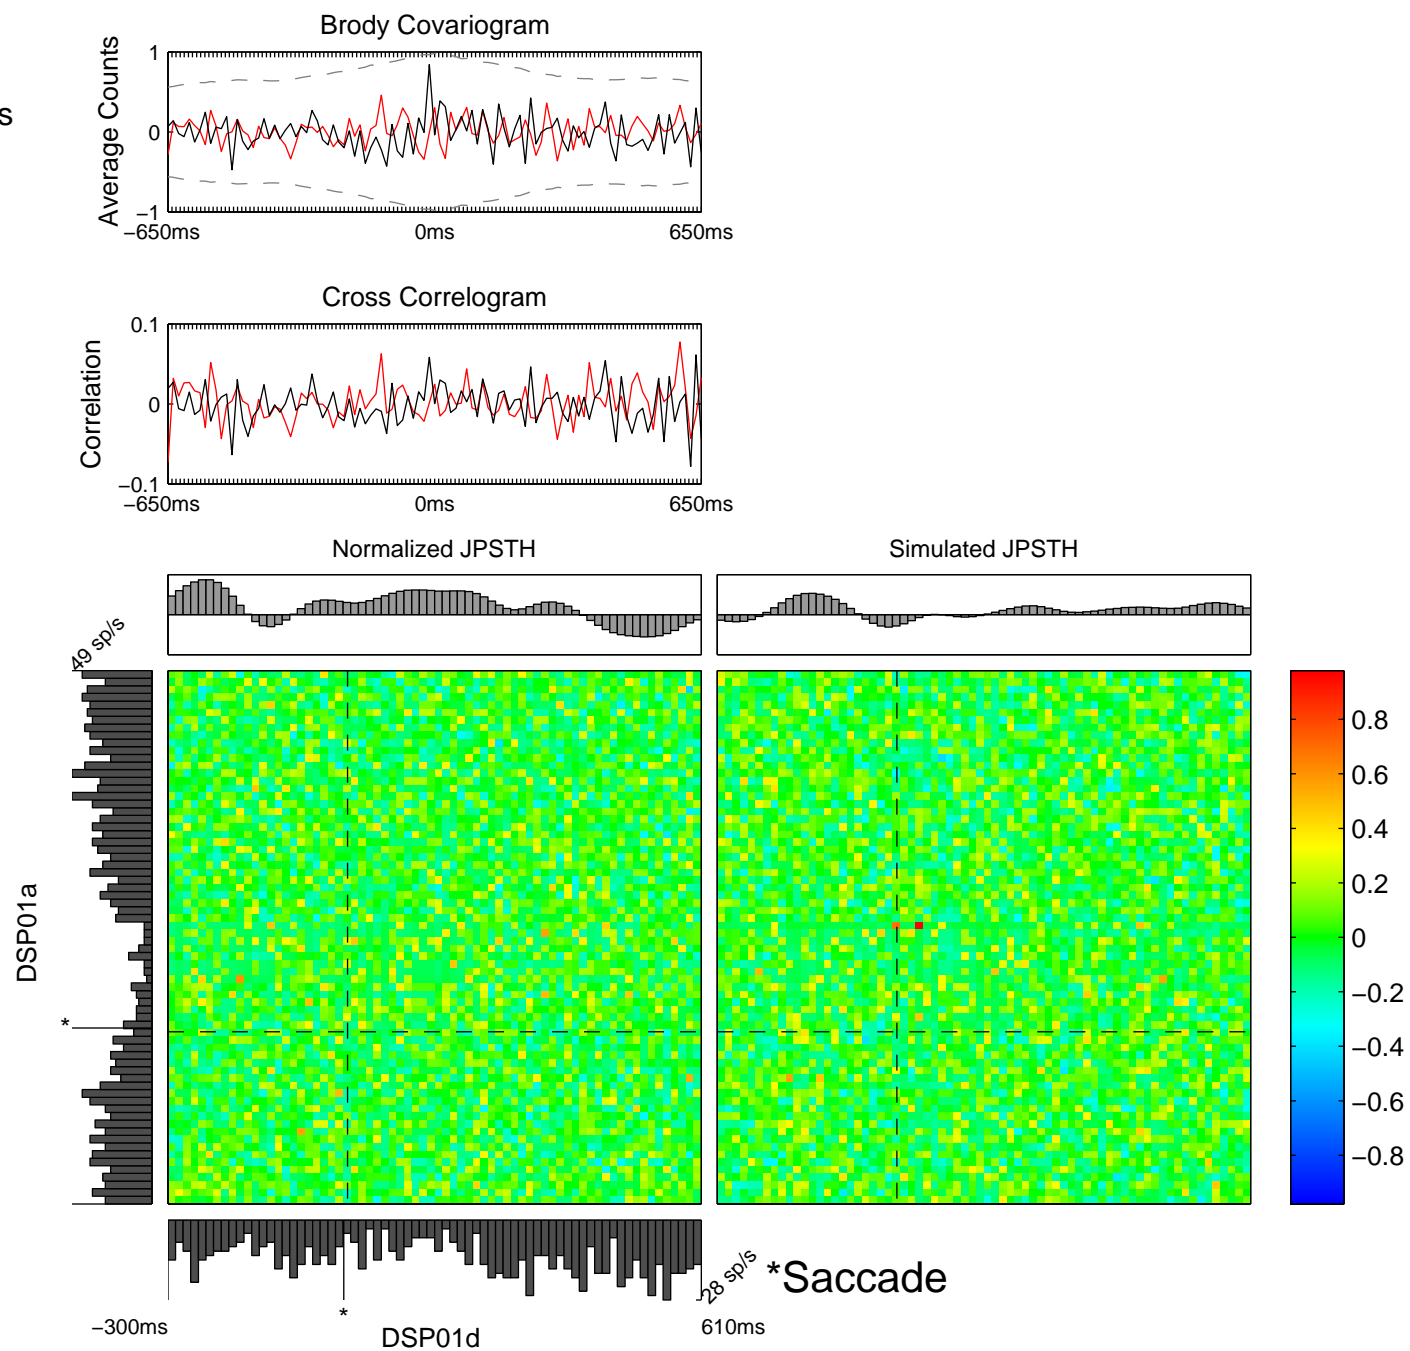 Brody Covariogram
s
Average Counts
1
0
−1
−650ms 0ms 650ms
Cross Correlogram
Correlation
0.1
0
−0.1
−650ms 0ms 650ms
Normalized JPSTH
Simulated JPSTH
49 sp/s
DSP01a
*
0.8
0.6
0.4
0.2
0
−0.2
−0.4
−0.6
−0.8
28 sp/s
*Saccade
*
−300ms
DSP01d
610ms